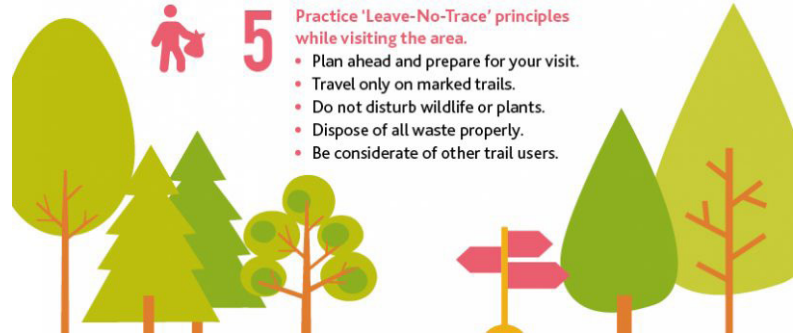 5
Practice ‘Leave-No-Trace’ principles
while visiting the area.
• Plan ahead and prepare for your visit.
• Travel only on marked trails.
• Do not disturb wildlife or plants.
• Dispose of all waste properly.
• Be considerate of other trail users.